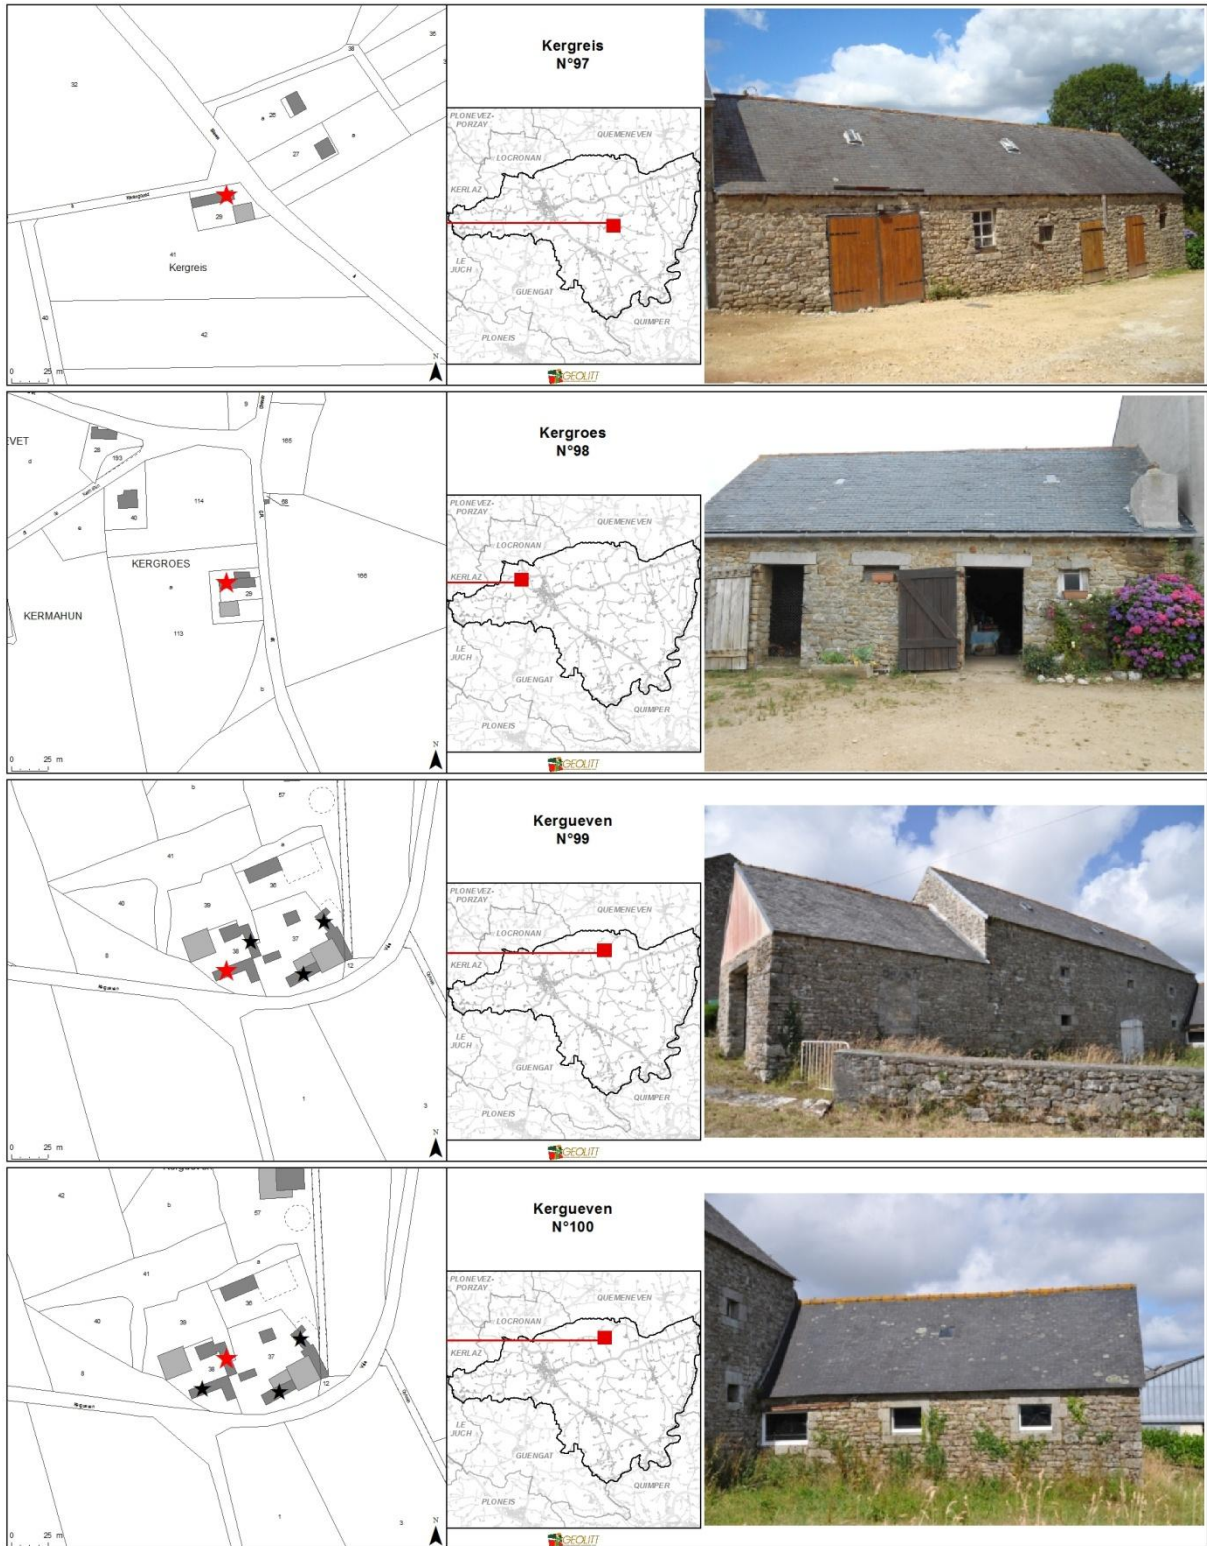 Kergreis
N°97
32
38
36
26
a
27
a
29
41
Kergreis
40
42
0 25 m
N
PLONEVEZ-
PORZAY
QUEMENEVEN
LOCRONAN
KERLAZ
LE
JUCH
GUENGAT
QUIMPER
PLONEIS
GEOLITT
Kergroes
N°98
9
EVET
28
193
d
165
114
68
40
a
KERGROES
166
a
29
KERMAHUN
113
b
0 25 m
N
PLONEVEZ-
PORZAY
QUEMENEVEN
LOCRONAN
KERLAZ
LE
JUCH
GUENGAT
QUIMPER
PLONEIS
GEOLITT
Kergueven
N°99
b
57
41
a
36
40
39
37
38
12
1
3
0 25 m
N
PLONEVEZ-
PORZAY
QUEMENEVEN
LOCRONAN
KERLAZ
LE
JUCH
GUENGAT
QUIMPER
PLONEIS
GEOLITT
Kergueven
N°100
42
b
57
41
a
36
40
39
37
38
12
1
3
0 25 m
N
PLONEVEZ-
PORZAY
QUEMENEVEN
LOCRONAN
KERLAZ
LE
JUCH
GUENGAT
QUIMPER
PLONEIS
GEOLITT